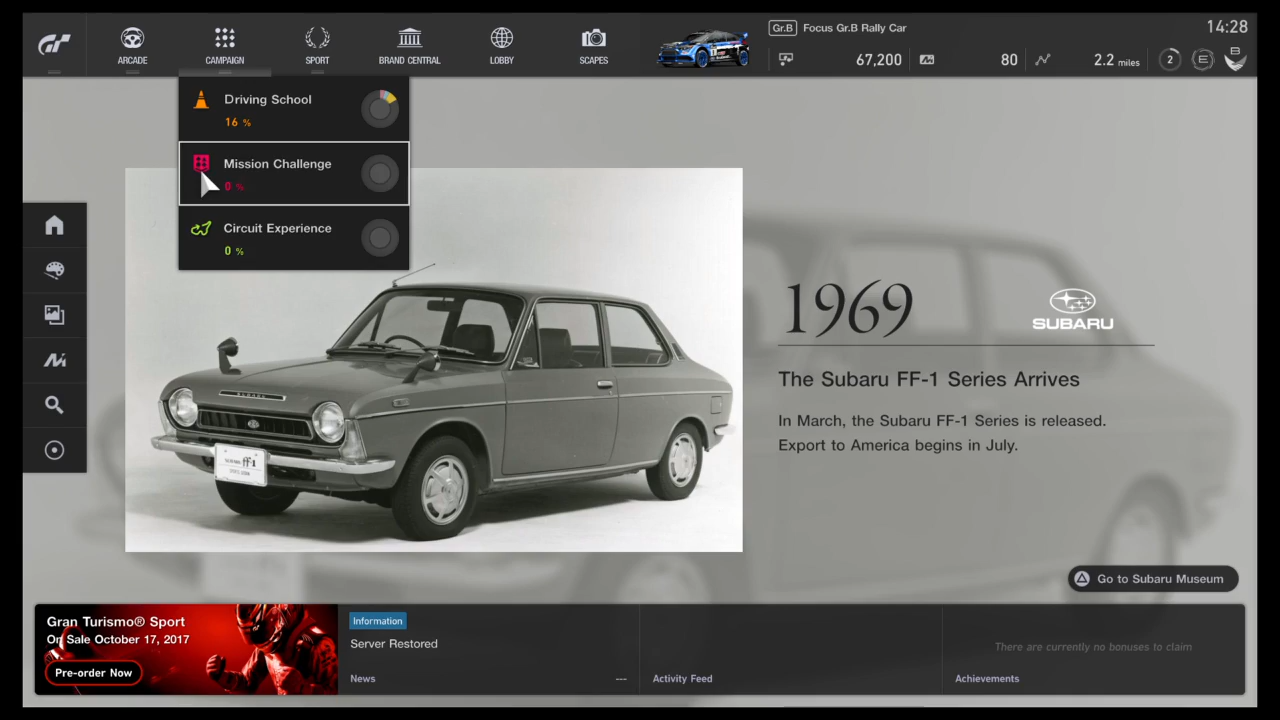 GT
ARCADE
CAMPAIGN
SPORT
BRAND CENTRAL
LOBBY
SCAPES
Gr.B Focus Gr.B Rally Car
14:28
67,200
80
2.2 miles
2
E
B
Driving School
16 %
Mission Challenge
0 %
Circuit Experience
0 %
1969
SUBARU
The Subaru FF-1 Series Arrives
In March, the Subaru FF-1 Series is released.
Export to America begins in July.
SUBARU
ff-1
Go to Subaru Museum
Gran Turismo® Sport
On Sale October 17, 2017
Pre-order Now
Information
Server Restored
News ---
Activity Feed
There are currently no bonuses to claim
Achievements